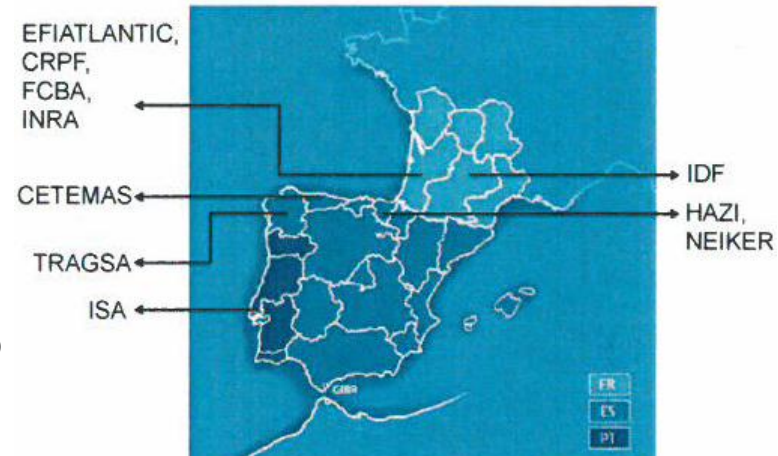 EFIATLANTIC,
CRPF,
FCBA,
INRA
IDF
CETEMAS
HAZI,
NEIKER
TRAGSA
ISA
GIBR
FR
ES
PT